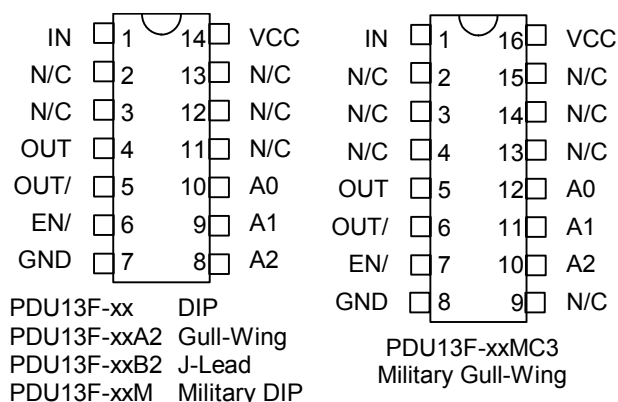 IN 1 14 VCC
N/C 2 13 N/C
N/C 3 12 N/C
OUT 4 11 N/C
OUT/ 5 10 A0
EN/ 6 9 A1
GND 7 8 A2
PDU13F-xx DIP
PDU13F-xxA2 Gull-Wing
PDU13F-xxB2 J-Lead
PDU13F-xxM Military DIP
IN 1 16 VCC
N/C 2 15 N/C
N/C 3 14 N/C
N/C 4 13 N/C
OUT 5 12 A0
OUT/ 6 11 A1
EN/ 7 10 A2
GND 8 9 N/C
PDU13F-xxMC3
Military Gull-Wing